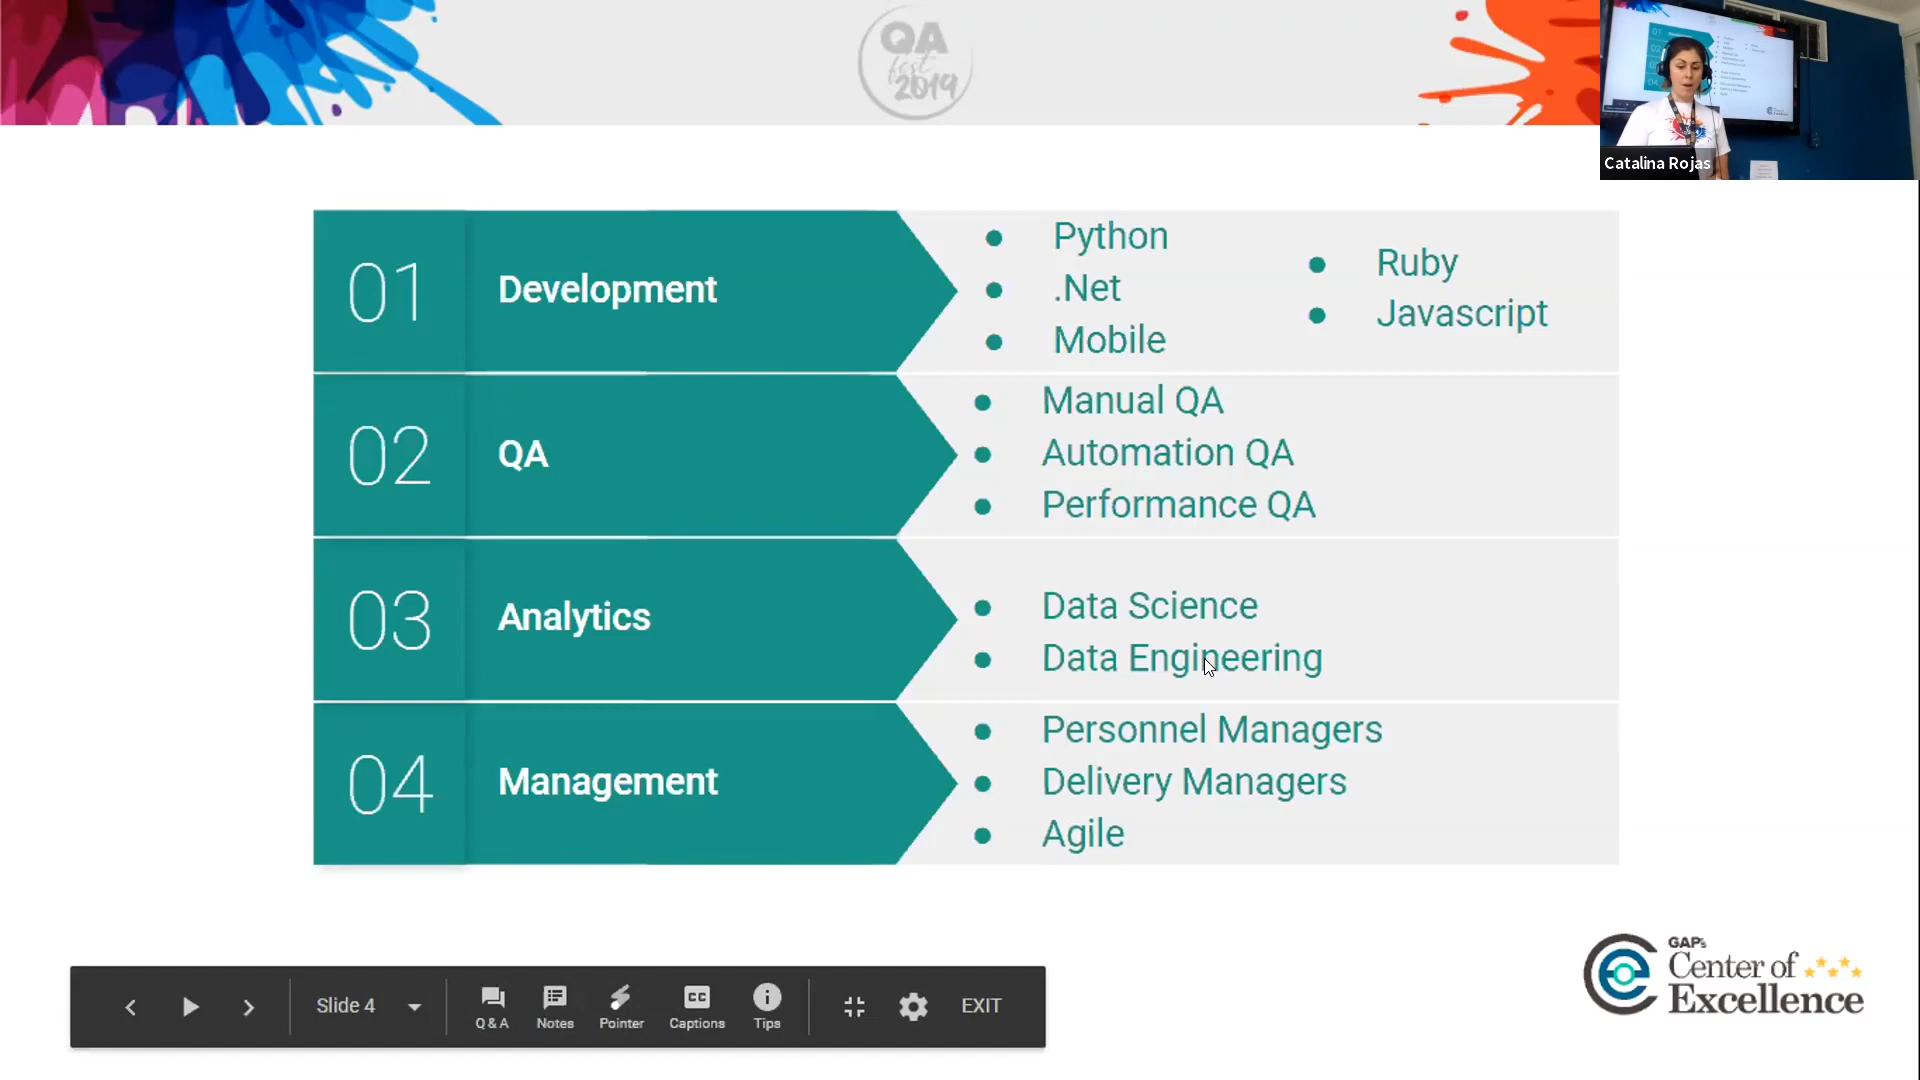 QA
fest
2019
Catalina Rojas
01
Development
Python
.Net
Mobile
Ruby
Javascript
02
QA
Manual QA
Automation QA
Performance QA
03
Analytics
Data Science
Data Engineering
04
Management
Personnel Managers
Delivery Managers
Agile
Slide 4
Q & A
Notes
Pointer
CC
Captions
Tips
EXIT
GAP's
Center of
Excellence